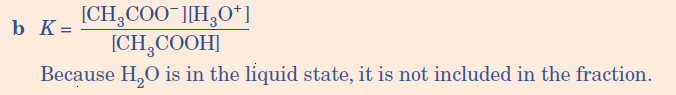 b K = [CH₃COO⁻][H₃O⁺]
[CH₃COOH]
Because H₂O is in the liquid state, it is not included in the fraction.